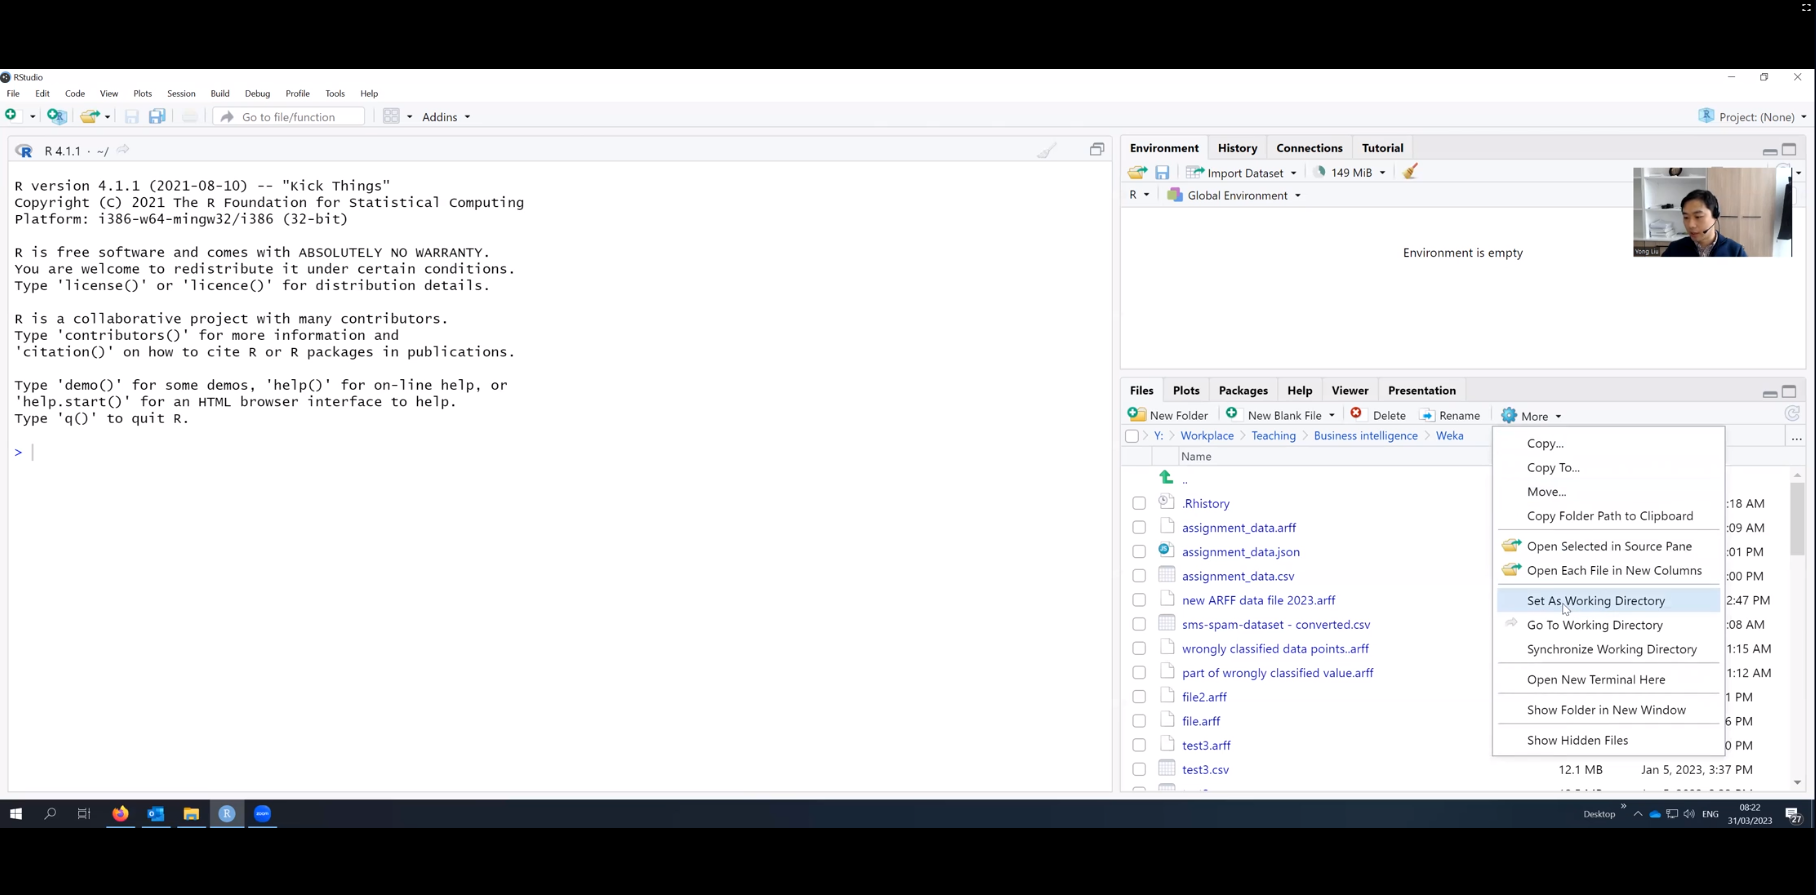 RStudio
File Edit Code View Plots Session Build Debug Profile Tools Help
Go to file/function Addins
Project: (None)
R 4.1.1 · ~/
R version 4.1.1 (2021-08-10) -- "Kick Things"
Copyright (C) 2021 The R Foundation for Statistical Computing
Platform: i386-w64-mingw32/i386 (32-bit)
R is free software and comes with ABSOLUTELY NO WARRANTY.
You are welcome to redistribute it under certain conditions.
Type 'license()' or 'licence()' for distribution details.
R is a collaborative project with many contributors.
Type 'contributors()' for more information and
'citation()' on how to cite R or R packages in publications.
Type 'demo()' for some demos, 'help()' for on-line help, or
'help.start()' for an HTML browser interface to help.
Type 'q()' to quit R.
>
Environment History Connections Tutorial
Import Dataset 149 MiB
R Global Environment
Environment is empty
Yong Liu
Files Plots Packages Help Viewer Presentation
New Folder New Blank File Delete Rename More
Y: Workplace Teaching Business intelligence Weka
Name
..
.Rhistory :18 AM
assignment_data.arff :09 AM
assignment_data.json :01 PM
assignment_data.csv :00 PM
new ARFF data file 2023.arff 2:47 PM
sms-spam-dataset - converted.csv :08 AM
wrongly classified data points..arff 1:15 AM
part of wrongly classified value.arff 1:12 AM
file2.arff 1 PM
file.arff 6 PM
test3.arff 0 PM
test3.csv 12.1 MB Jan 5, 2023, 3:37 PM
Copy...
Copy To...
Move...
Copy Folder Path to Clipboard
Open Selected in Source Pane
Open Each File in New Columns
Set As Working Directory
Go To Working Directory
Synchronize Working Directory
Open New Terminal Here
Show Folder in New Window
Show Hidden Files
Desktop ENG 08:22
31/03/2023
27